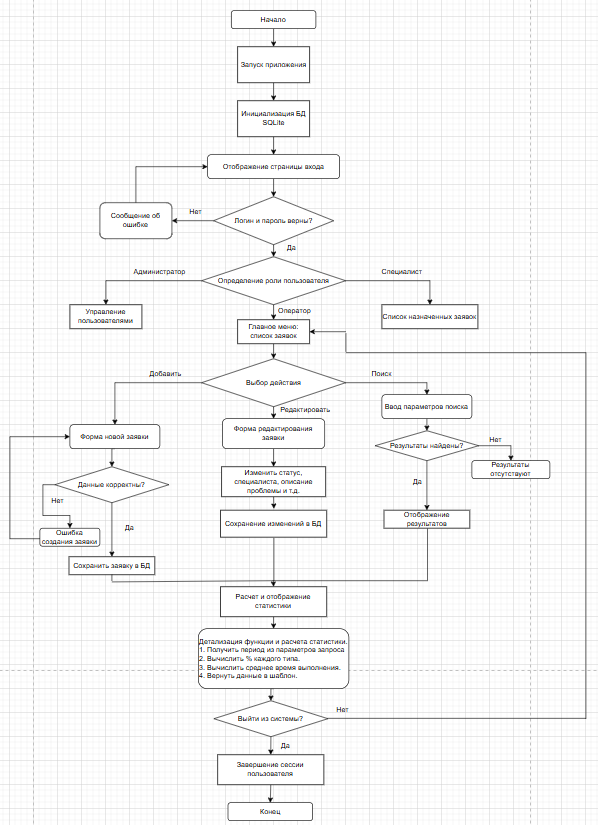 Начало
Запуск приложения
Инициализация БД
SQLite
Отображение страницы входа
Сообщение об
ошибке
Нет
Логин и пароль верны?
Да
Администратор
Определение роли пользователя
Специалист
Управление
пользователями
Оператор
Список назначенных заявок
Главное меню:
список заявок
Добавить
Выбор действия
Поиск
Редактировать
Ввод параметров поиска
Форма новой заявки
Форма редактирования
заявки
Результаты найдены?
Нет
Результаты
отсутствуют
Данные корректны?
Изменить статус,
специалиста, описание
проблемы и т.д.
Да
Нет
Ошибка
создания заявки
Да
Сохранение изменений в БД
Отображение
результатов
Сохранить заявку в БД
Расчет и отображение
статистики
Детализация функции и расчета статистики.
1. Получить период из параметров запроса
2. Вычислить % каждого типа.
3. Вычислить среднее время выполнения.
4. Вернуть данные в шаблон.
Выйти из системы?
Нет
Да
Завершение сессии
пользователя
Конец